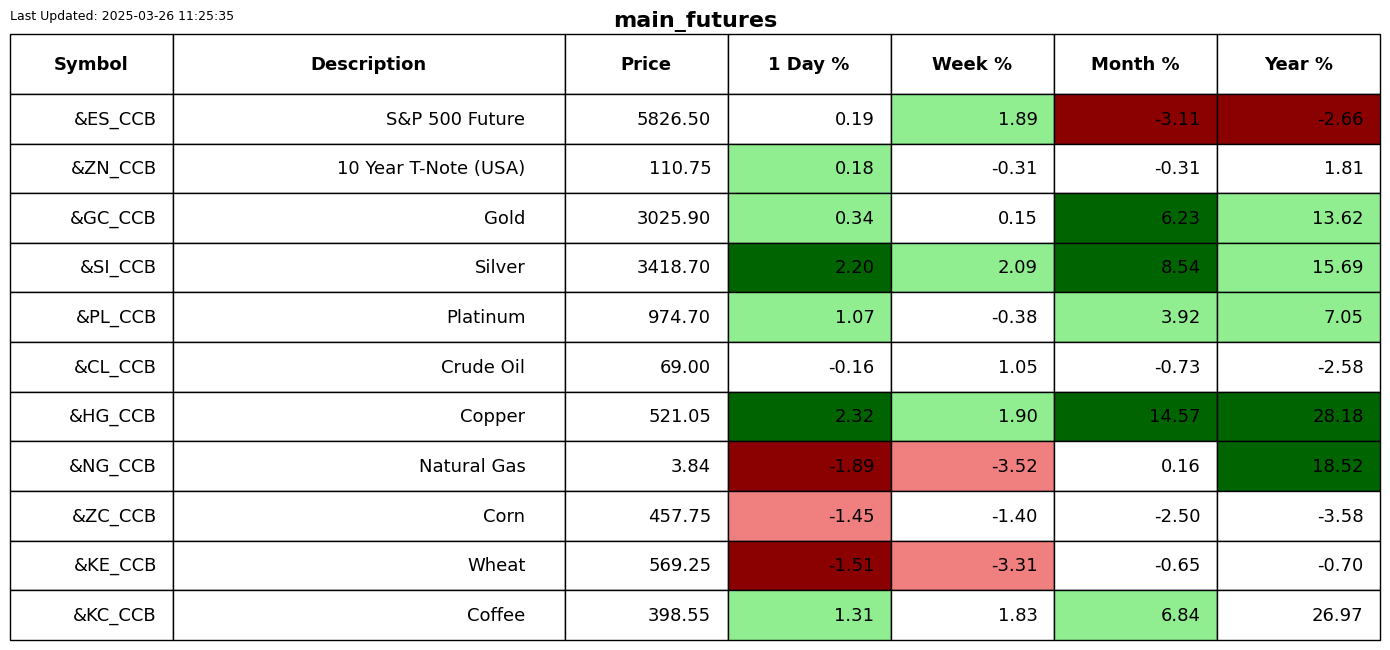 Last Updated: 2025-03-26 11:25:35
main_futures
Symbol Description Price 1 Day % Week % Month % Year %
&ES_CCB S&P 500 Future 5826.50 0.19 1.89 -3.11 -2.66
&ZN_CCB 10 Year T-Note (USA) 110.75 0.18 -0.31 -0.31 1.81
&GC_CCB Gold 3025.90 0.34 0.15 6.23 13.62
&SI_CCB Silver 3418.70 2.20 2.09 8.54 15.69
&PL_CCB Platinum 974.70 1.07 -0.38 3.92 7.05
&CL_CCB Crude Oil 69.00 -0.16 1.05 -0.73 -2.58
&HG_CCB Copper 521.05 2.32 1.90 14.57 28.18
&NG_CCB Natural Gas 3.84 -1.89 -3.52 0.16 18.52
&ZC_CCB Corn 457.75 -1.45 -1.40 -2.50 -3.58
&KE_CCB Wheat 569.25 -1.51 -3.31 -0.65 -0.70
&KC_CCB Coffee 398.55 1.31 1.83 6.84 26.97